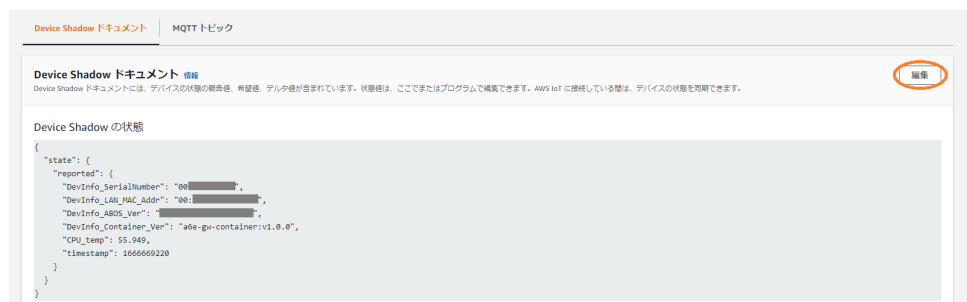 Device Shadow ドキュメント MQTT トピック
Device Shadow ドキュメント 情報
編集
Device Shadow ドキュメントには、デバイスの状態の報告値、希望値、デルタ値が含まれています。状態値は、ここでまたはプログラムで編集できます。AWS IoT に接続している間は、デバイスの状態を同期できます。
Device Shadow の状態
{
"state": {
"reported": {
"DevInfo_SerialNumber": "00",
"DevInfo_LAN_MAC_Addr": "00:",
"DevInfo_ABOS_Ver": "",
"DevInfo_Container_Ver": "a6e-gw-container:v1.0.0",
"CPU_temp": 55.949,
"timestamp": 1666669220
}
}
}